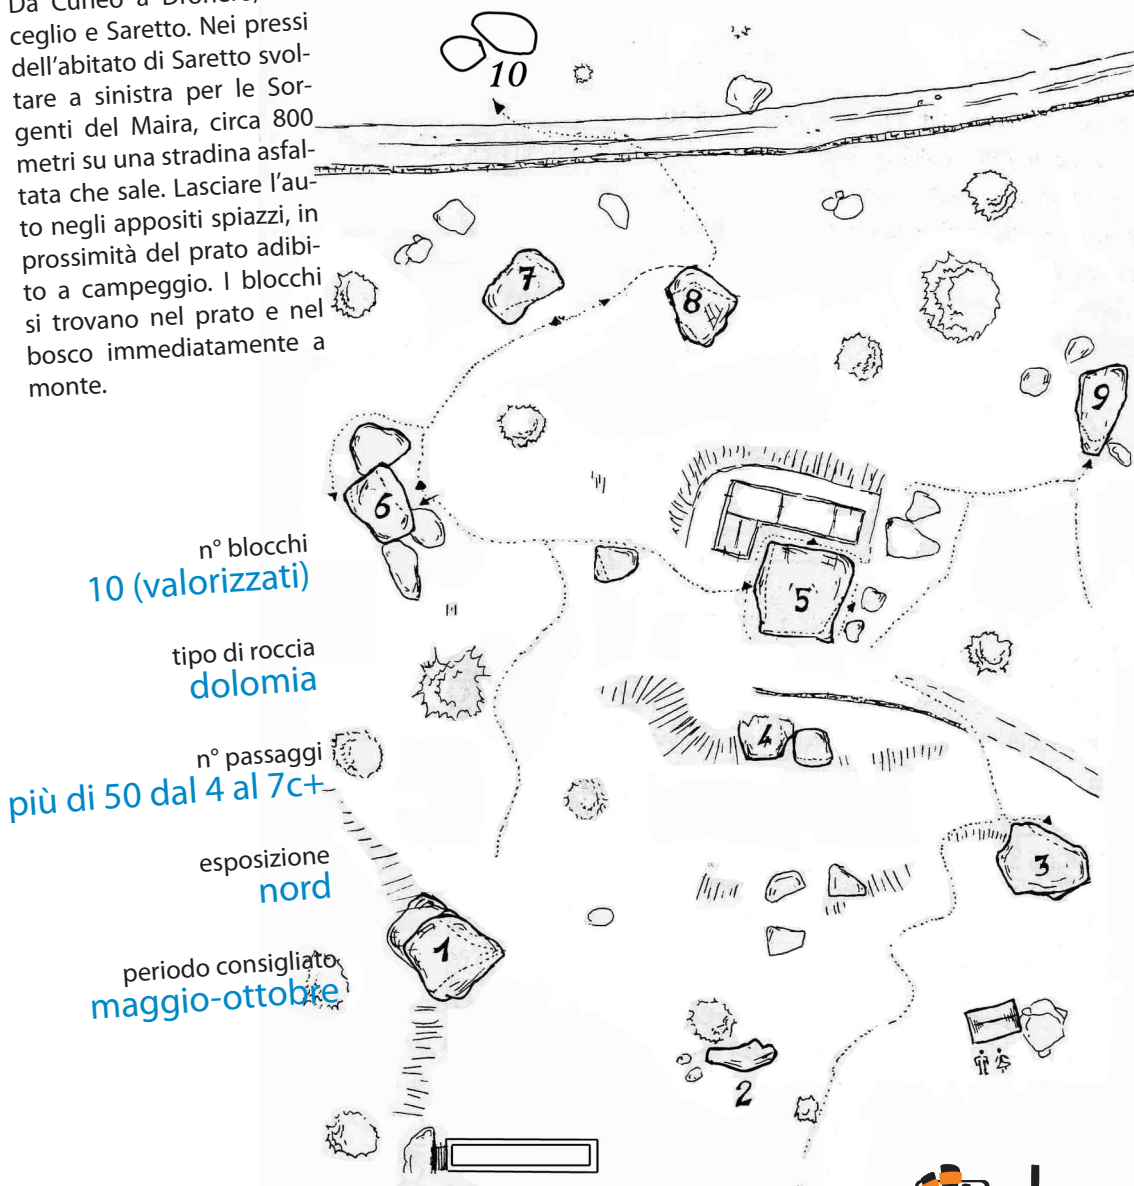 Da Cuneo a Dronero,
ceglio e Saretto. Nei pressi
dell'abitato di Saretto svol-
tare a sinistra per le Sor-
genti del Maira, circa 800
metri su una stradina asfal-
tata che sale. Lasciare l'au-
to negli appositi spiazzi, in
prossimità del prato adibi-
to a campeggio. I blocchi
si trovano nel prato e nel
bosco immediatamente a
monte.
n° blocchi
10 (valorizzati)
tipo di roccia
dolomia
n° passaggi
più di 50 dal 4 al 7c+
esposizione
nord
periodo consigliato
maggio-ottobre
10
7
8
9
6
5
4
3
1
2